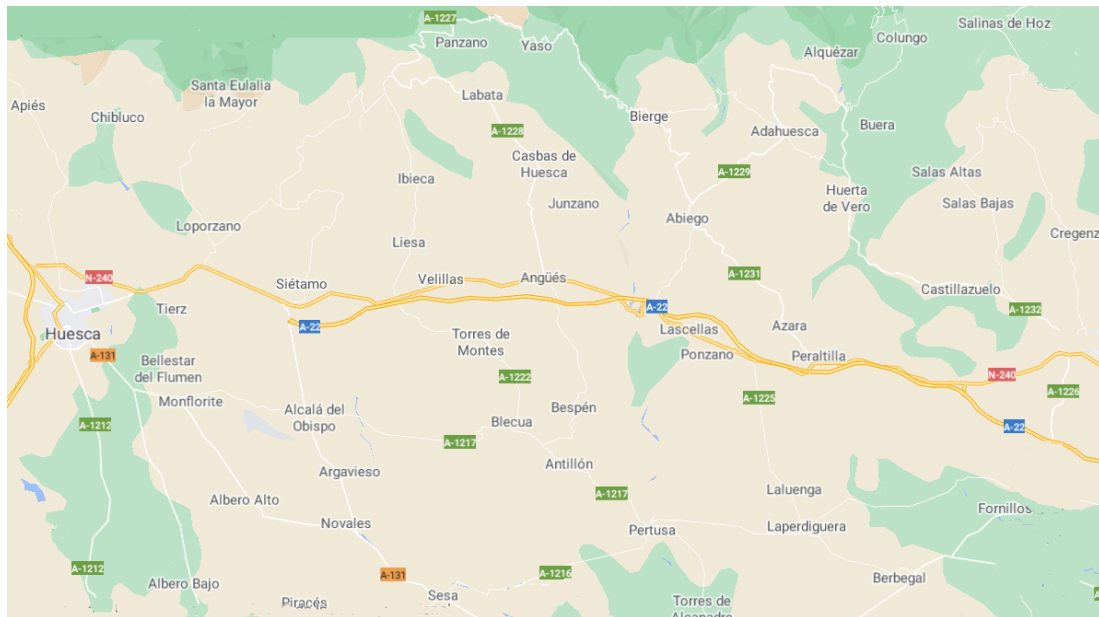 A-1227
Salinas de Hoz
Colungo
Panzano
Yaso
Alquézar
Santa Eulalia
la Mayor
Labata
Apiés
Chibluco
Bierge
Buera
A-1228
Adahuesca
Casbas de
Huesca
A-1229
Salas Altas
Ibieca
Huerta
de Vero
Junzano
Salas Bajas
Abiego
Loporzano
Cregenz
Liesa
N-240
Siétamo
Velillas
Angüés
A-1231
Castillazuelo
Tierz
A-22
A-1232
Huesca
A-22
Lascellas
Azara
Torres de
Montes
A-131
Ponzano
Peraltilla
Bellestar
del Flumen
A-1222
N-240
A-1226
Monflorite
A-1225
Alcalá del
Obispo
Bespén
A-1212
Blecua
A-22
A-1217
Antillón
Argavieso
Laluenga
A-1217
Albero Alto
Fornillos
Novales
Pertusa
Laperdiguera
A-1212
A-131
A-1216
Albero Bajo
Berbegal
Sesa
Piracés
Torres de